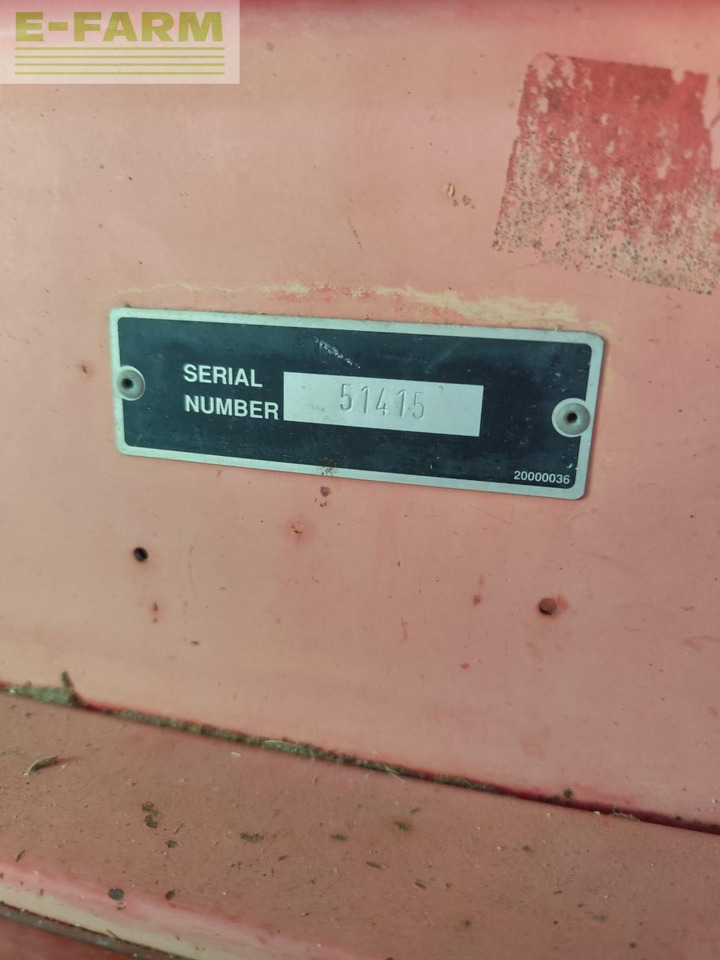 E-FARM
SERIAL
NUMBER
51415
20000036